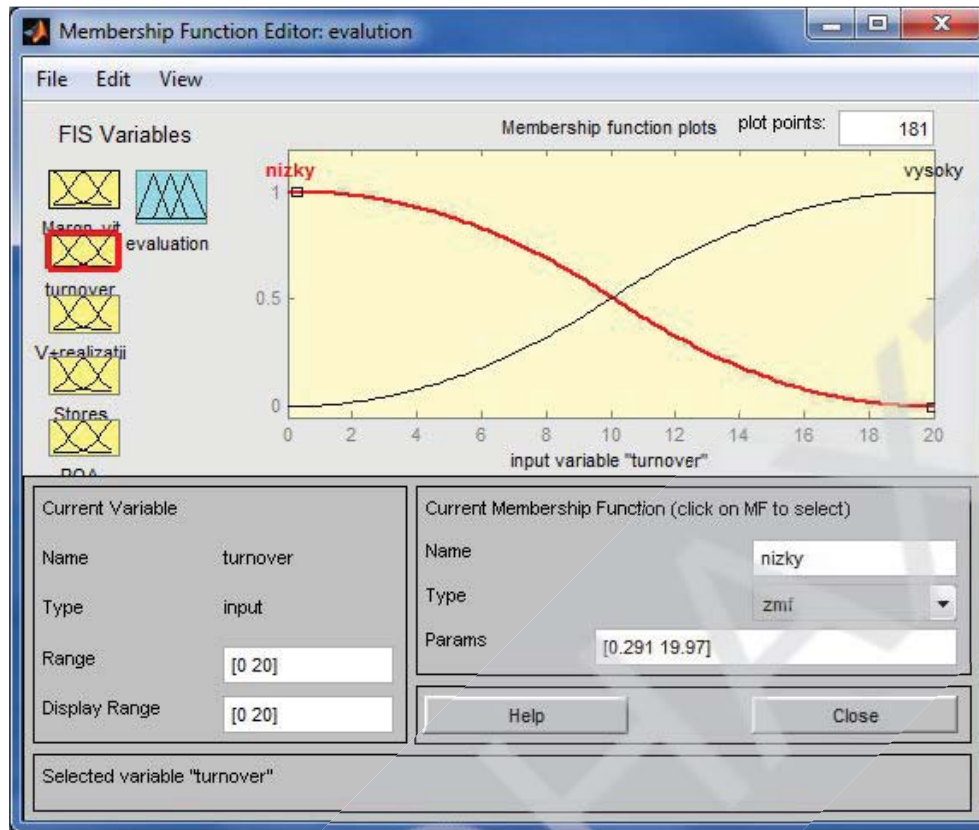 Membership Function Editor: evalution
File Edit View
FIS Variables
Membership function plots
plot points: 181
evaluation
turnover
V+realizatii
Stores
nizky
vysoky
1
0.5
0
0 2 4 6 8 10 12 14 16 18 20
input variable "turnover"
Current Variable
Name turnover
Type input
Range [0 20]
Display Range [0 20]
Current Membership Function (click on MF to select)
Name nizky
Type zmf
Params [0.291 19.97]
Help Close
Selected variable "turnover"